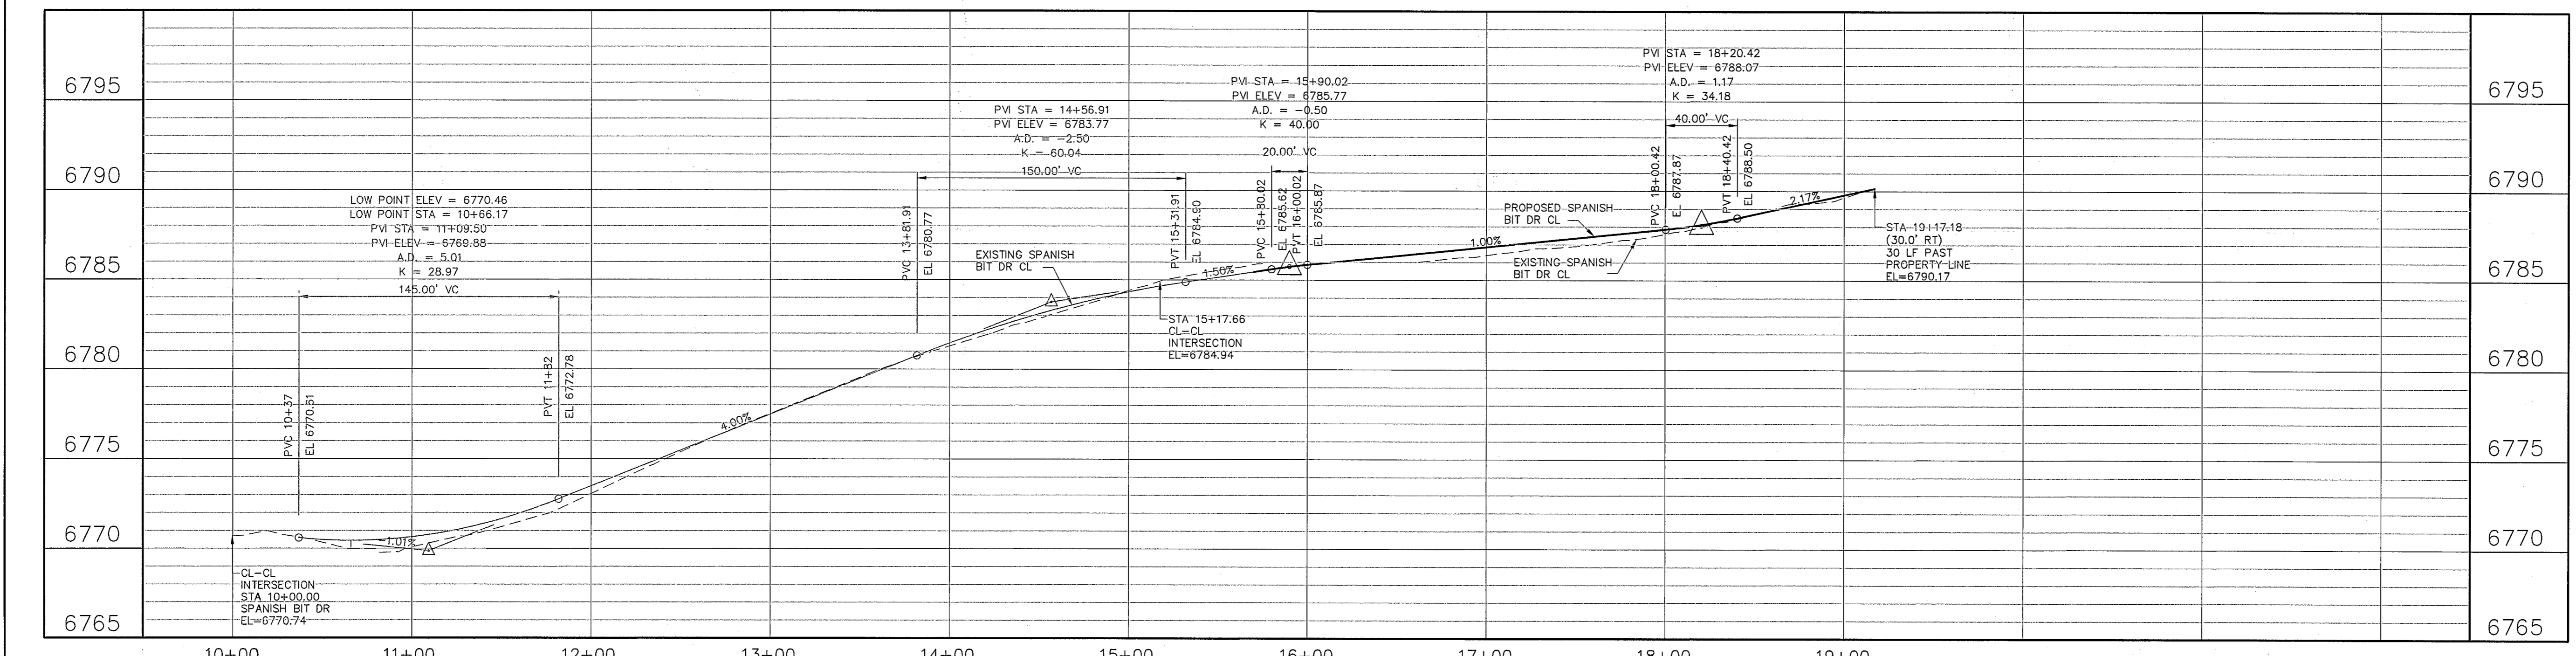 6795
6790
6785
6780
6775
6770
6765
LOW POINT ELEV = 6770.46
LOW POINT STA = 10+66.17
PVI STA = 11+09.50
PVI ELEV = 6769.88
A.D. = 5.01
K = 28.97
145.00' VC
PVC 10+37
EL 6770.61
PVT 11+82
EL 6772.78
-1.01%
CL-CL
INTERSECTION
STA 10+00.00
SPANISH BIT DR
EL=6770.74
4.00%
PVI STA = 14+56.91
PVI ELEV = 6783.77
A.D. = -2.50
K = 60.04
150.00' VC
PVC 13+81.91
EL 6780.77
PVT 15+31.91
EL 6784.90
EXISTING SPANISH
BIT DR CL
STA 15+17.66
CL-CL
INTERSECTION
EL=6784.94
1.50%
PVI STA = 15+90.02
PVI ELEV = 6785.77
A.D. = -0.50
K = 40.00
20.00' VC
PVC 15+80.02
EL 6785.62
PVT 16+00.02
EL 6785.87
1.00%
PROPOSED SPANISH
BIT DR CL
EXISTING SPANISH
BIT DR CL
PVI STA = 18+20.42
PVI ELEV = 6788.07
A.D. = 1.17
K = 34.18
40.00' VC
PVC 18+00.42
EL 6787.87
PVT 18+40.42
EL 6788.50
2.17%
STA 19+17.18
(30.0' RT)
30 LF PAST
PROPERTY LINE
EL=6790.17
6795
6790
6785
6780
6775
6770
6765
10+00 11+00 12+00 13+00 14+00 15+00 16+00 17+00 18+00 19+00